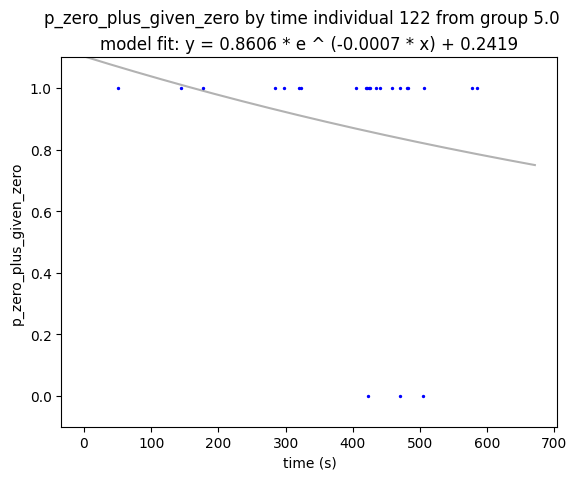 p_zero_plus_given_zero by time individual 122 from group 5.0
model fit: y = 0.8606 * e ^ (-0.0007 * x) + 0.2419
1.0
0.8
0.6
0.4
0.2
0.0
p_zero_plus_given_zero
0 100 200 300 400 500 600 700
time (s)